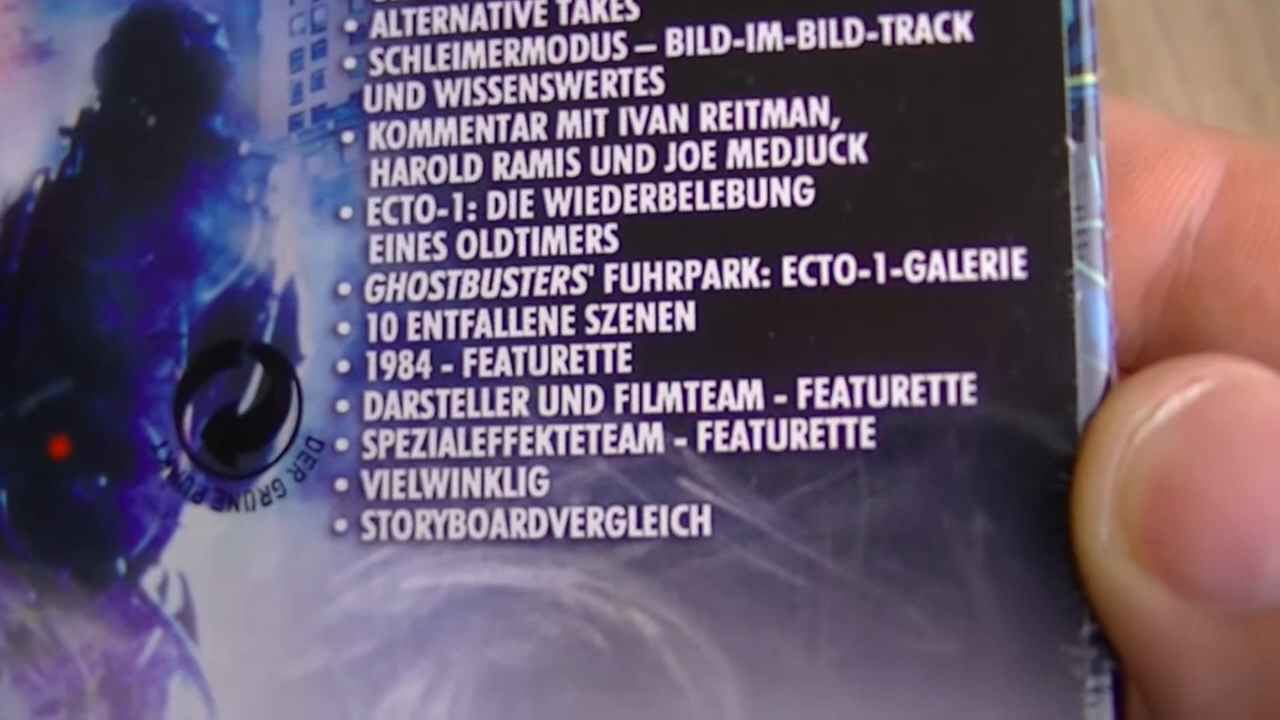 • ALTERNATIVE TAKES
• SCHLEIMERMODUS – BILD-IM-BILD-TRACK
UND WISSENSWERTES
• KOMMENTAR MIT IVAN REITMAN,
HAROLD RAMIS UND JOE MEDJUCK
• ECTO-1: DIE WIEDERBELEBUNG
EINES OLDTIMERS
• GHOSTBUSTERS' FUHRPARK: ECTO-1-GALERIE
• 10 ENTFALLENE SZENEN
• 1984 - FEATURETTE
• DARSTELLER UND FILMTEAM - FEATURETTE
• SPEZIALEFFEKTETEAM - FEATURETTE
• VIELWINKLIG
• STORYBOARDVERGLEICH
DER GRÜNE PUNKT